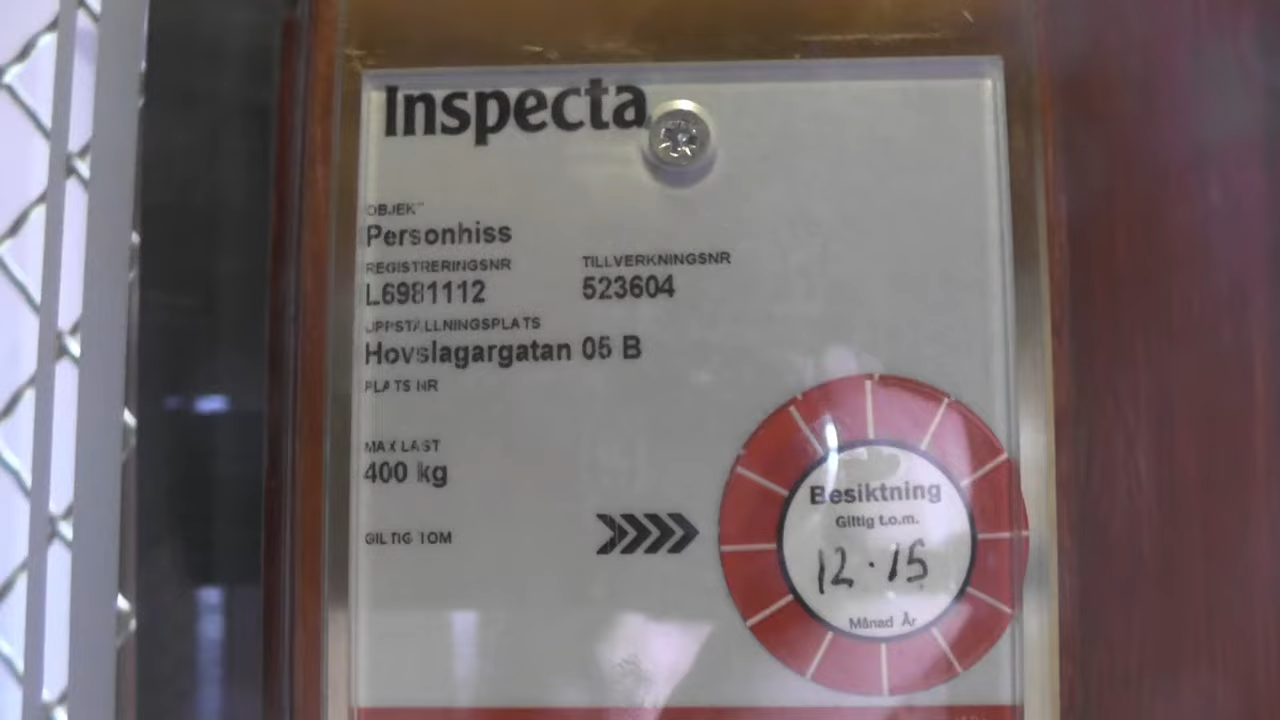 Inspecta
OBJEKT
Personhiss
REGISTRERINGSNR TILLVERKNINGSNR
L6981112 523604
UPPSTÄLLNINGSPLATS
Hovslagargatan 05 B
PLATS NR
MAX LAST
400 kg
GILTIG TOM
Besiktning
Giltig t.o.m.
12.15
Månad År